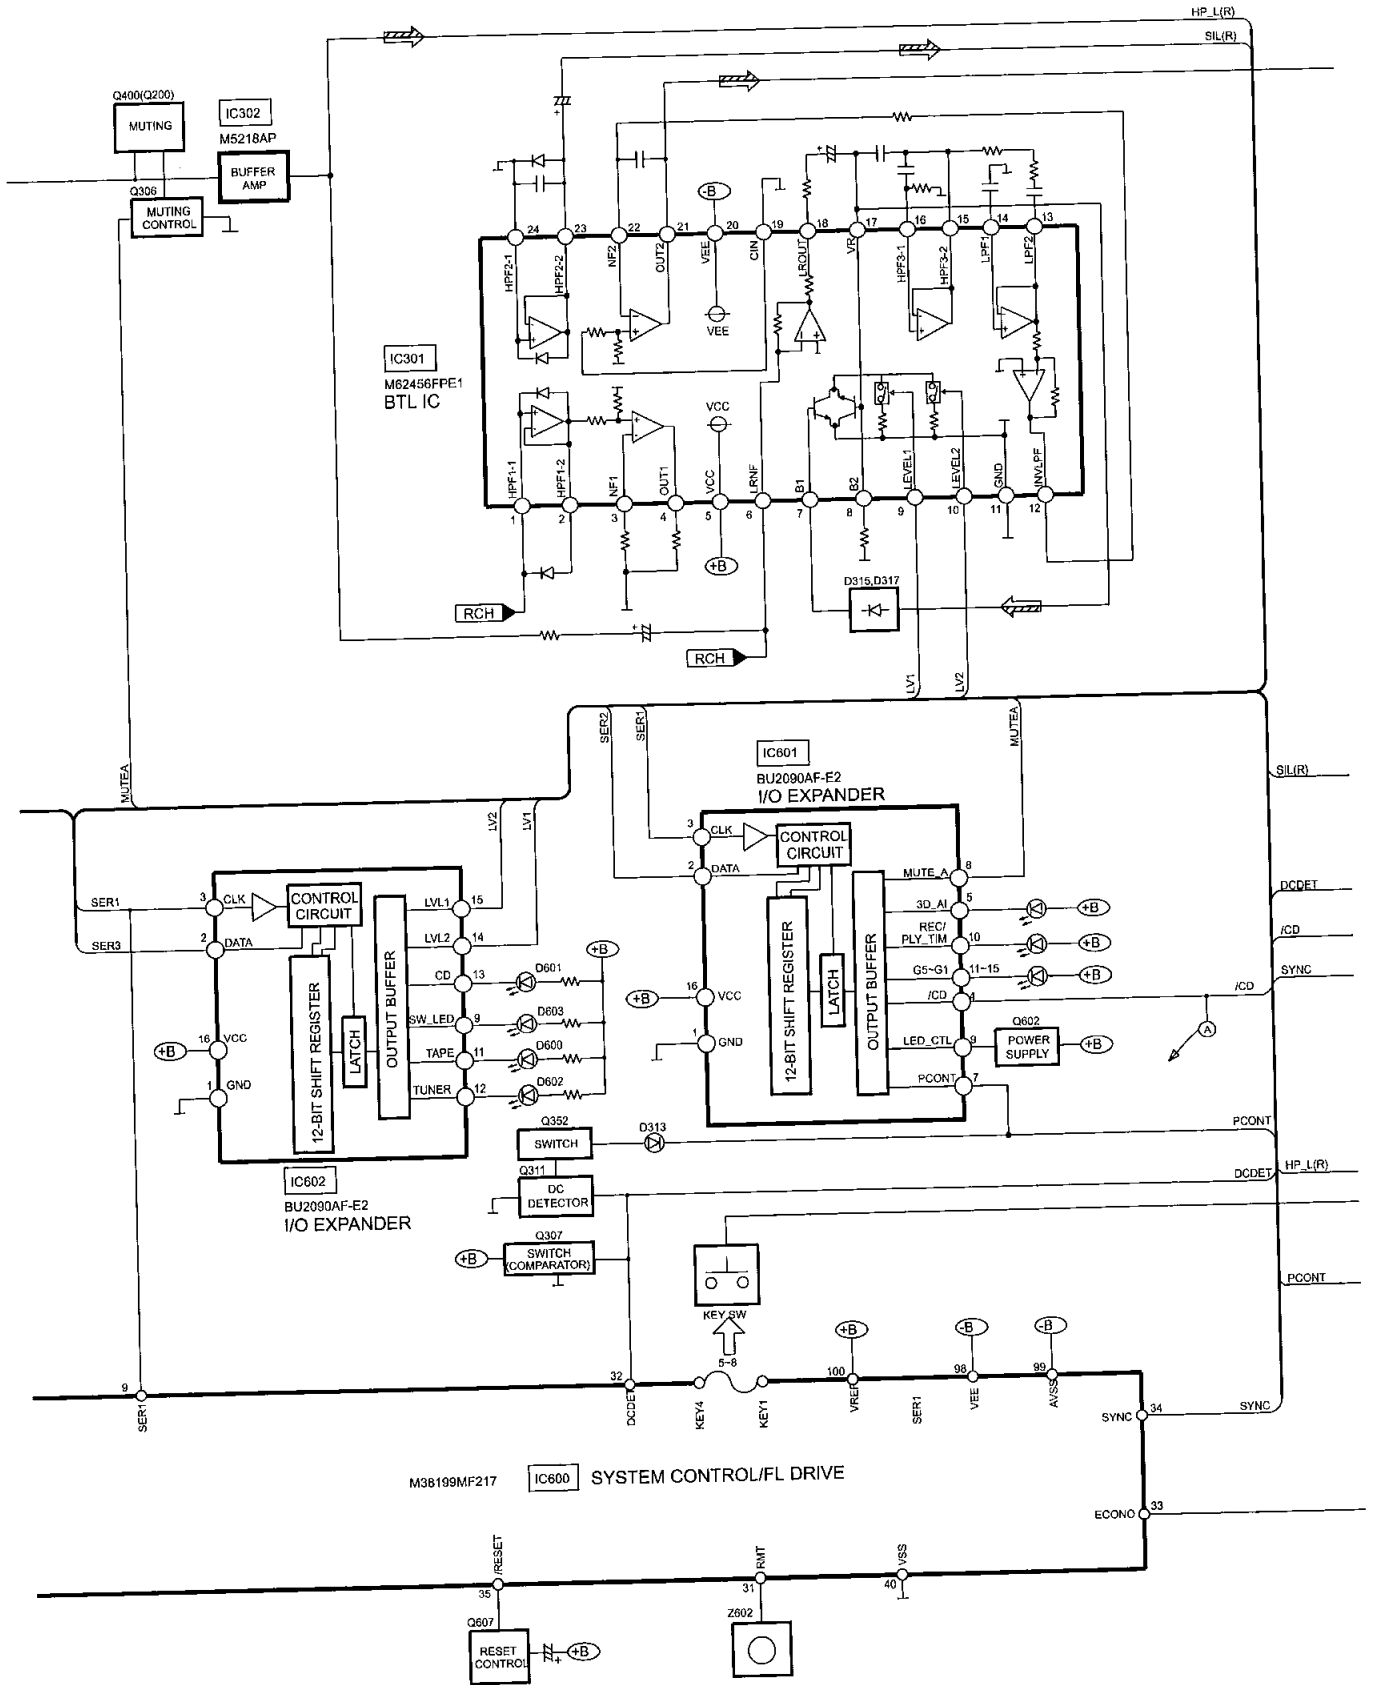 HP_L(R)
SIL(R)
Q400(Q200)
MUTING
IC302
M5218AP
BUFFER
AMP
Q306
MUTING
CONTROL
-B
24
23
22
21
20
19
18
17
16
15
14
13
HPF2-1
HPF2-2
NF2
OUT2
VEE
CIN
LROUT
VR
HPF3-1
HPF3-2
LPF1
LPF2
VEE
IC301
M62456FPE1
BTL IC
VCC
HPF1-1
HPF1-2
NF1
OUT1
VCC
LRNF
B1
B2
LEVEL1
LEVEL2
GND
INVLPF
1
2
3
4
5
6
7
8
9
10
11
12
+B
D315,D317
RCH
RCH
LV1
LV2
SER2
SER1
MUTEA
MUTEA
IC601
BU2090AF-E2
I/O EXPANDER
SIL(R)
LV2
LV1
3
CLK
CONTROL
CIRCUIT
2
DATA
MUTE_A
8
3D_AI
5
+B
REC/
PLY_TIM
10
+B
G5~G1
11~15
+B
/CD
4
LED_CTL
9
PCONT
7
12-BIT SHIFT REGISTER
LATCH
OUTPUT BUFFER
+B
16
VCC
1
GND
Q602
POWER
SUPPLY
+B
/CD
A
DCDET
/CD
SYNC
SER1
3
CLK
CONTROL
CIRCUIT
SER3
2
DATA
LVL1
15
LVL2
14
CD
13
D601
+B
SW_LED
9
D603
TAPE
11
D600
TUNER
12
D602
12-BIT SHIFT REGISTER
LATCH
OUTPUT BUFFER
+B
16
VCC
1
GND
IC602
BU2090AF-E2
I/O EXPANDER
Q352
SWITCH
D313
PCONT
Q311
DC
DETECTOR
DCDET
HP_L(R)
Q307
+B
SWITCH
(COMPARATOR)
KEY SW
PCONT
5~8
+B
-B
-B
9
32
100
98
99
SER1
DCDET
KEY4
KEY1
VREF
SER1
VEE
AVSS
SYNC
34
SYNC
M38199MF217
IC600
SYSTEM CONTROL/FL DRIVE
ECONO
33
/RESET
RMT
VSS
35
31
40
Q607
RESET
CONTROL
+
+B
Z602